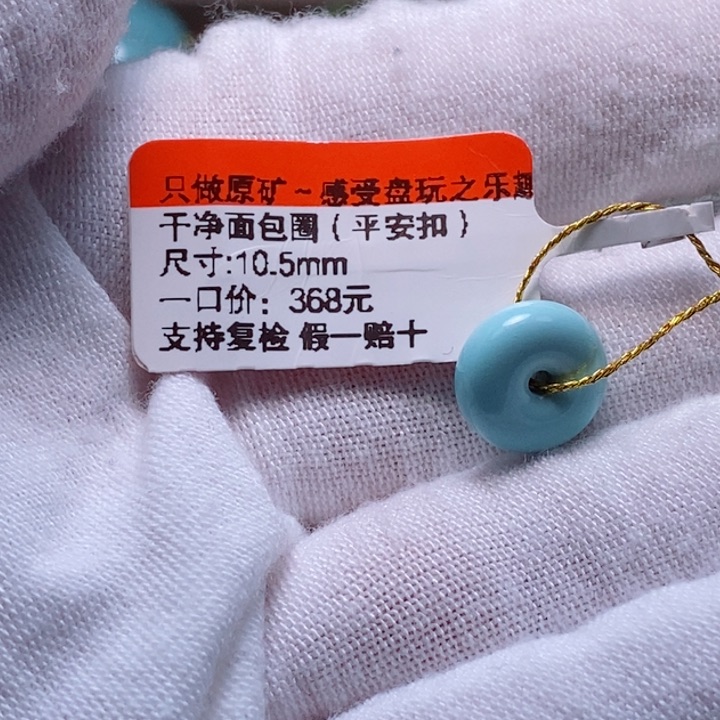 只做原矿~感受盘玩之乐趣
干净面包圈(平安扣)
尺寸:10.5mm
一口价：368元
支持复检 假一赔十